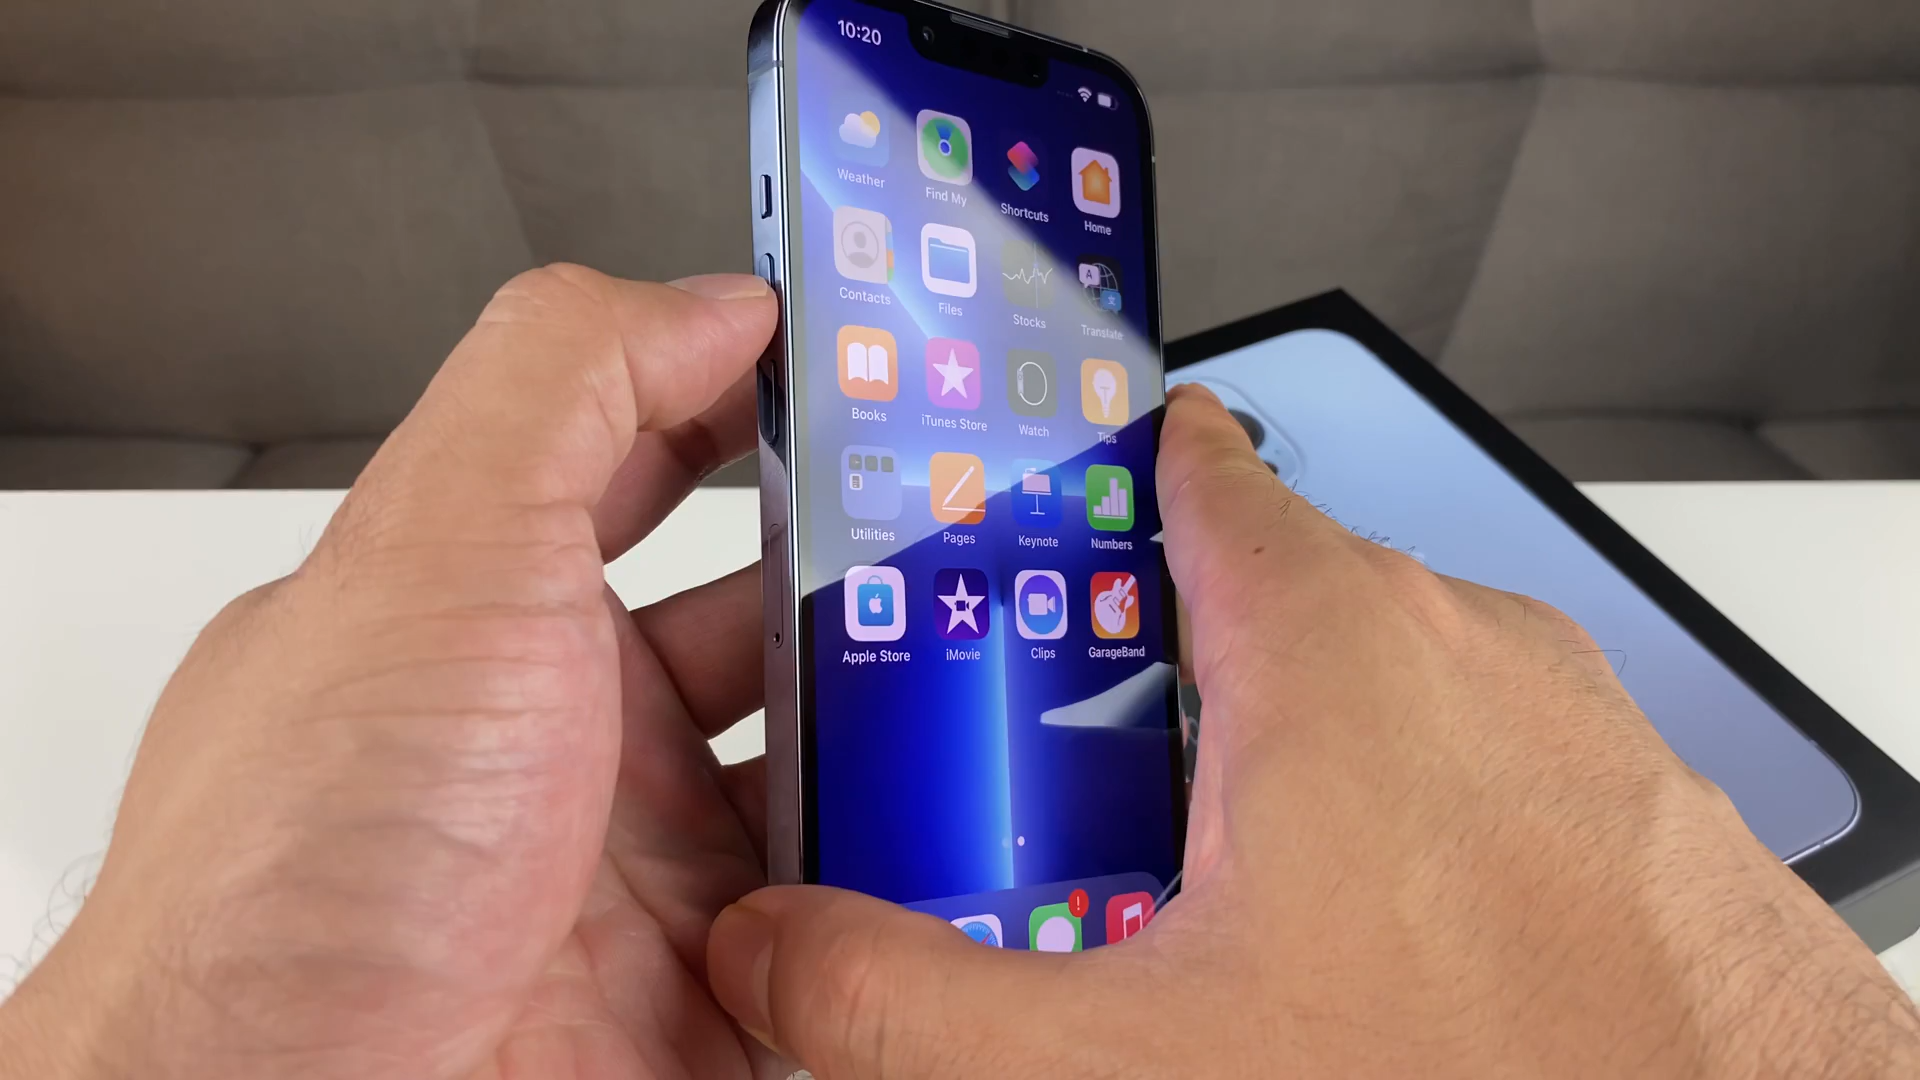 10:20
Weather
Find My
Shortcuts
Home
Contacts
Files
Stocks
Translate
Books
iTunes Store
Watch
Tips
Utilities
Pages
Keynote
Numbers
Apple Store
iMovie
Clips
GarageBand
!